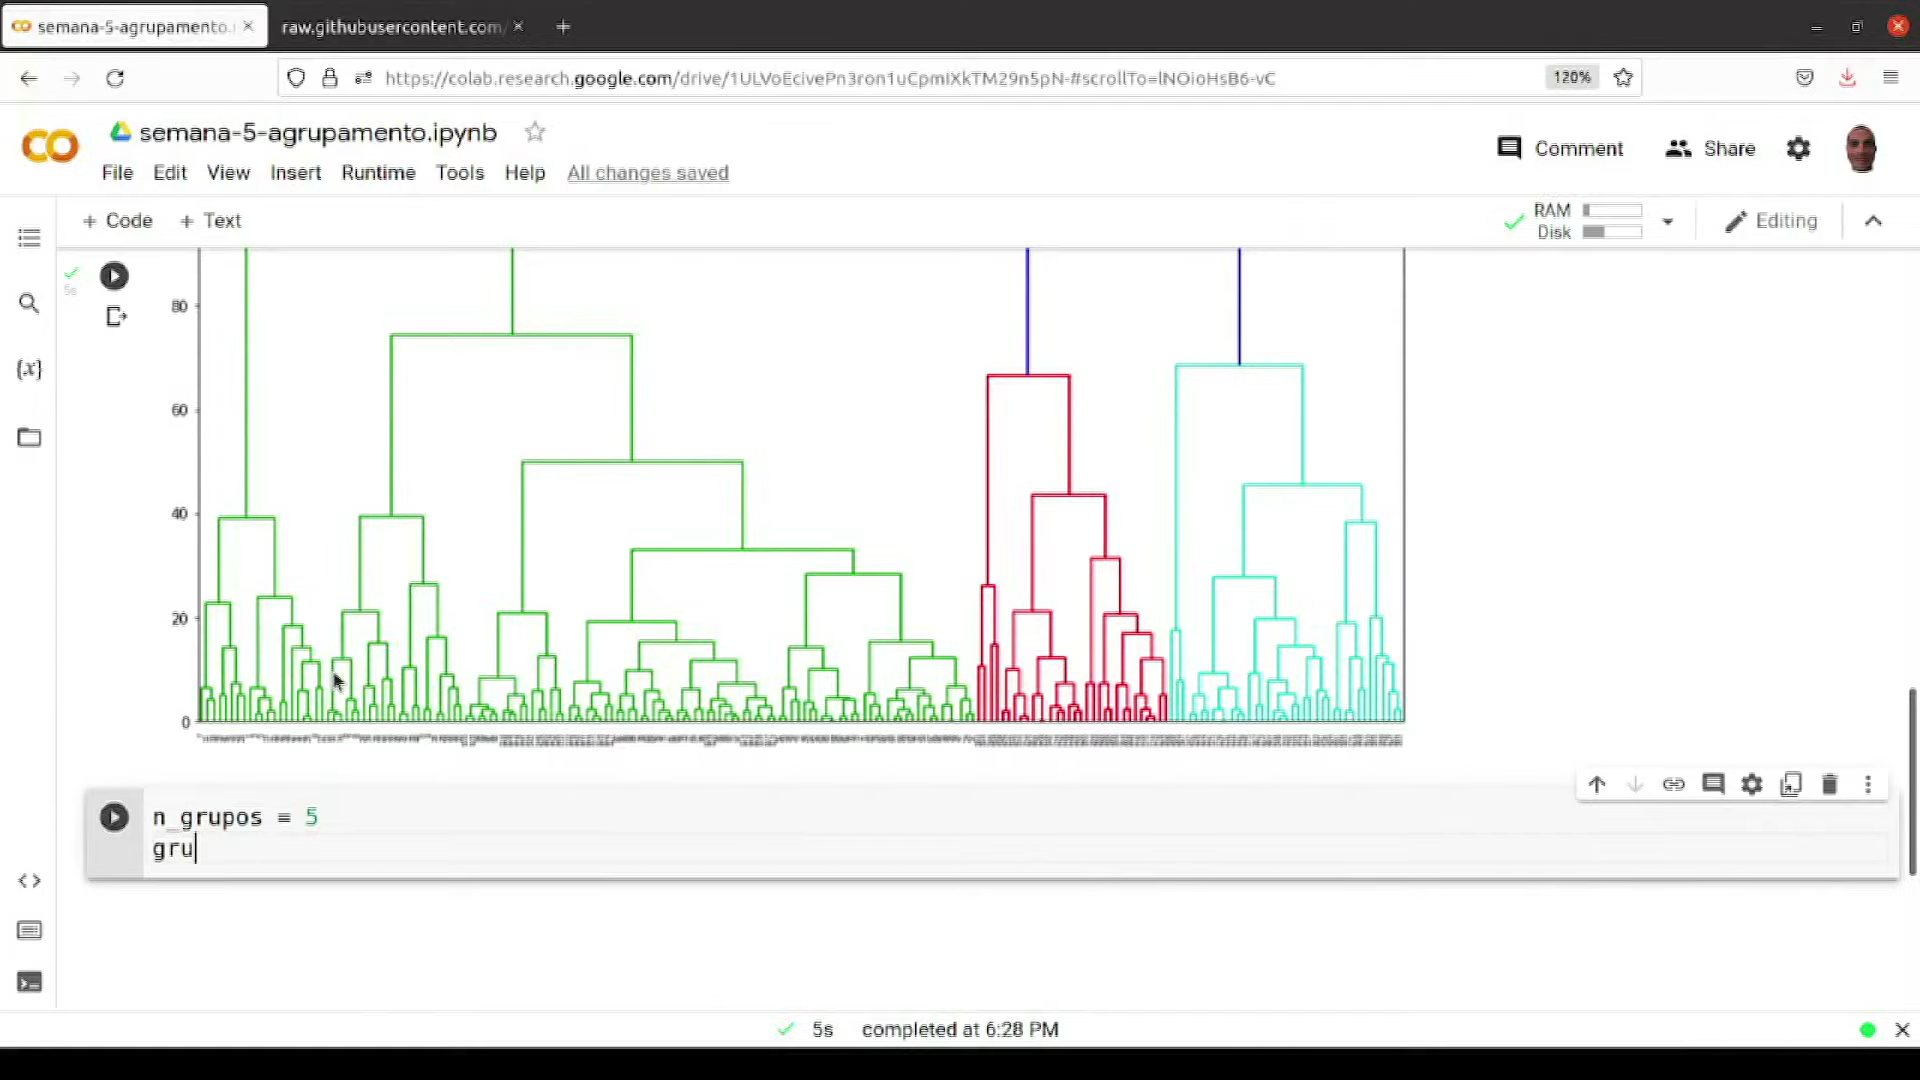 semana-5-agrupamento.
raw.githubusercontent.com/
https://colab.research.google.com/drive/1ULVoEcivePn3ron1uCpmIXkTM29n5pN-#scrollTo=lNOioHsB6-vC
120%
CO
semana-5-agrupamento.ipynb
Comment
Share
File Edit View Insert Runtime Tools Help All changes saved
+ Code + Text
RAM
Disk
Editing
5s
80
60
40
20
0
n_grupos = 5
gru
5s completed at 6:28 PM